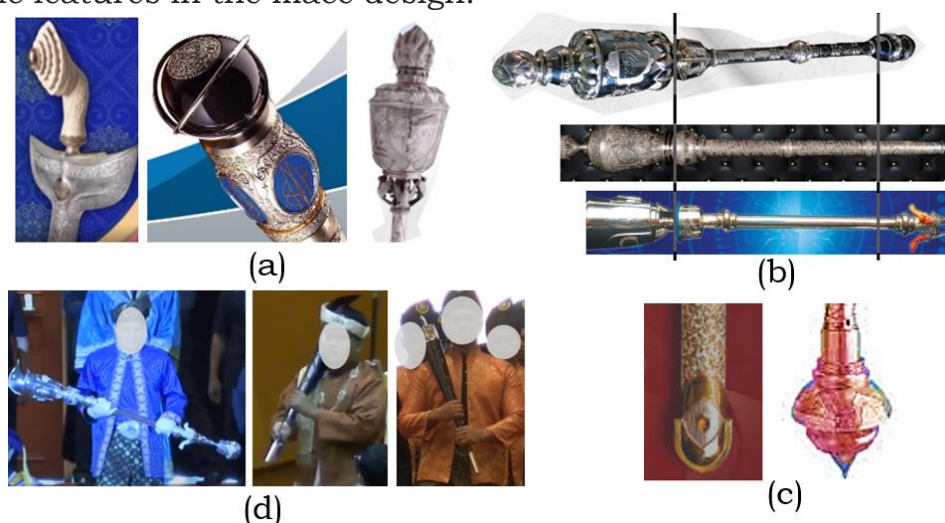 features in the mace design.
(a)
(b)
(d)
(c)